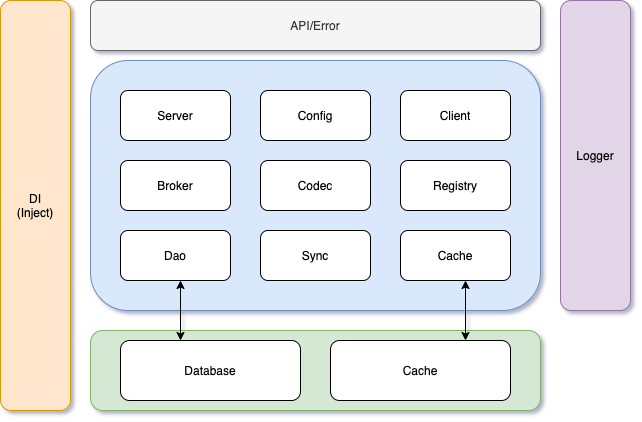 API/Error
DI
(Inject)
Logger
Server
Config
Client
Broker
Codec
Registry
Dao
Sync
Cache
Database
Cache